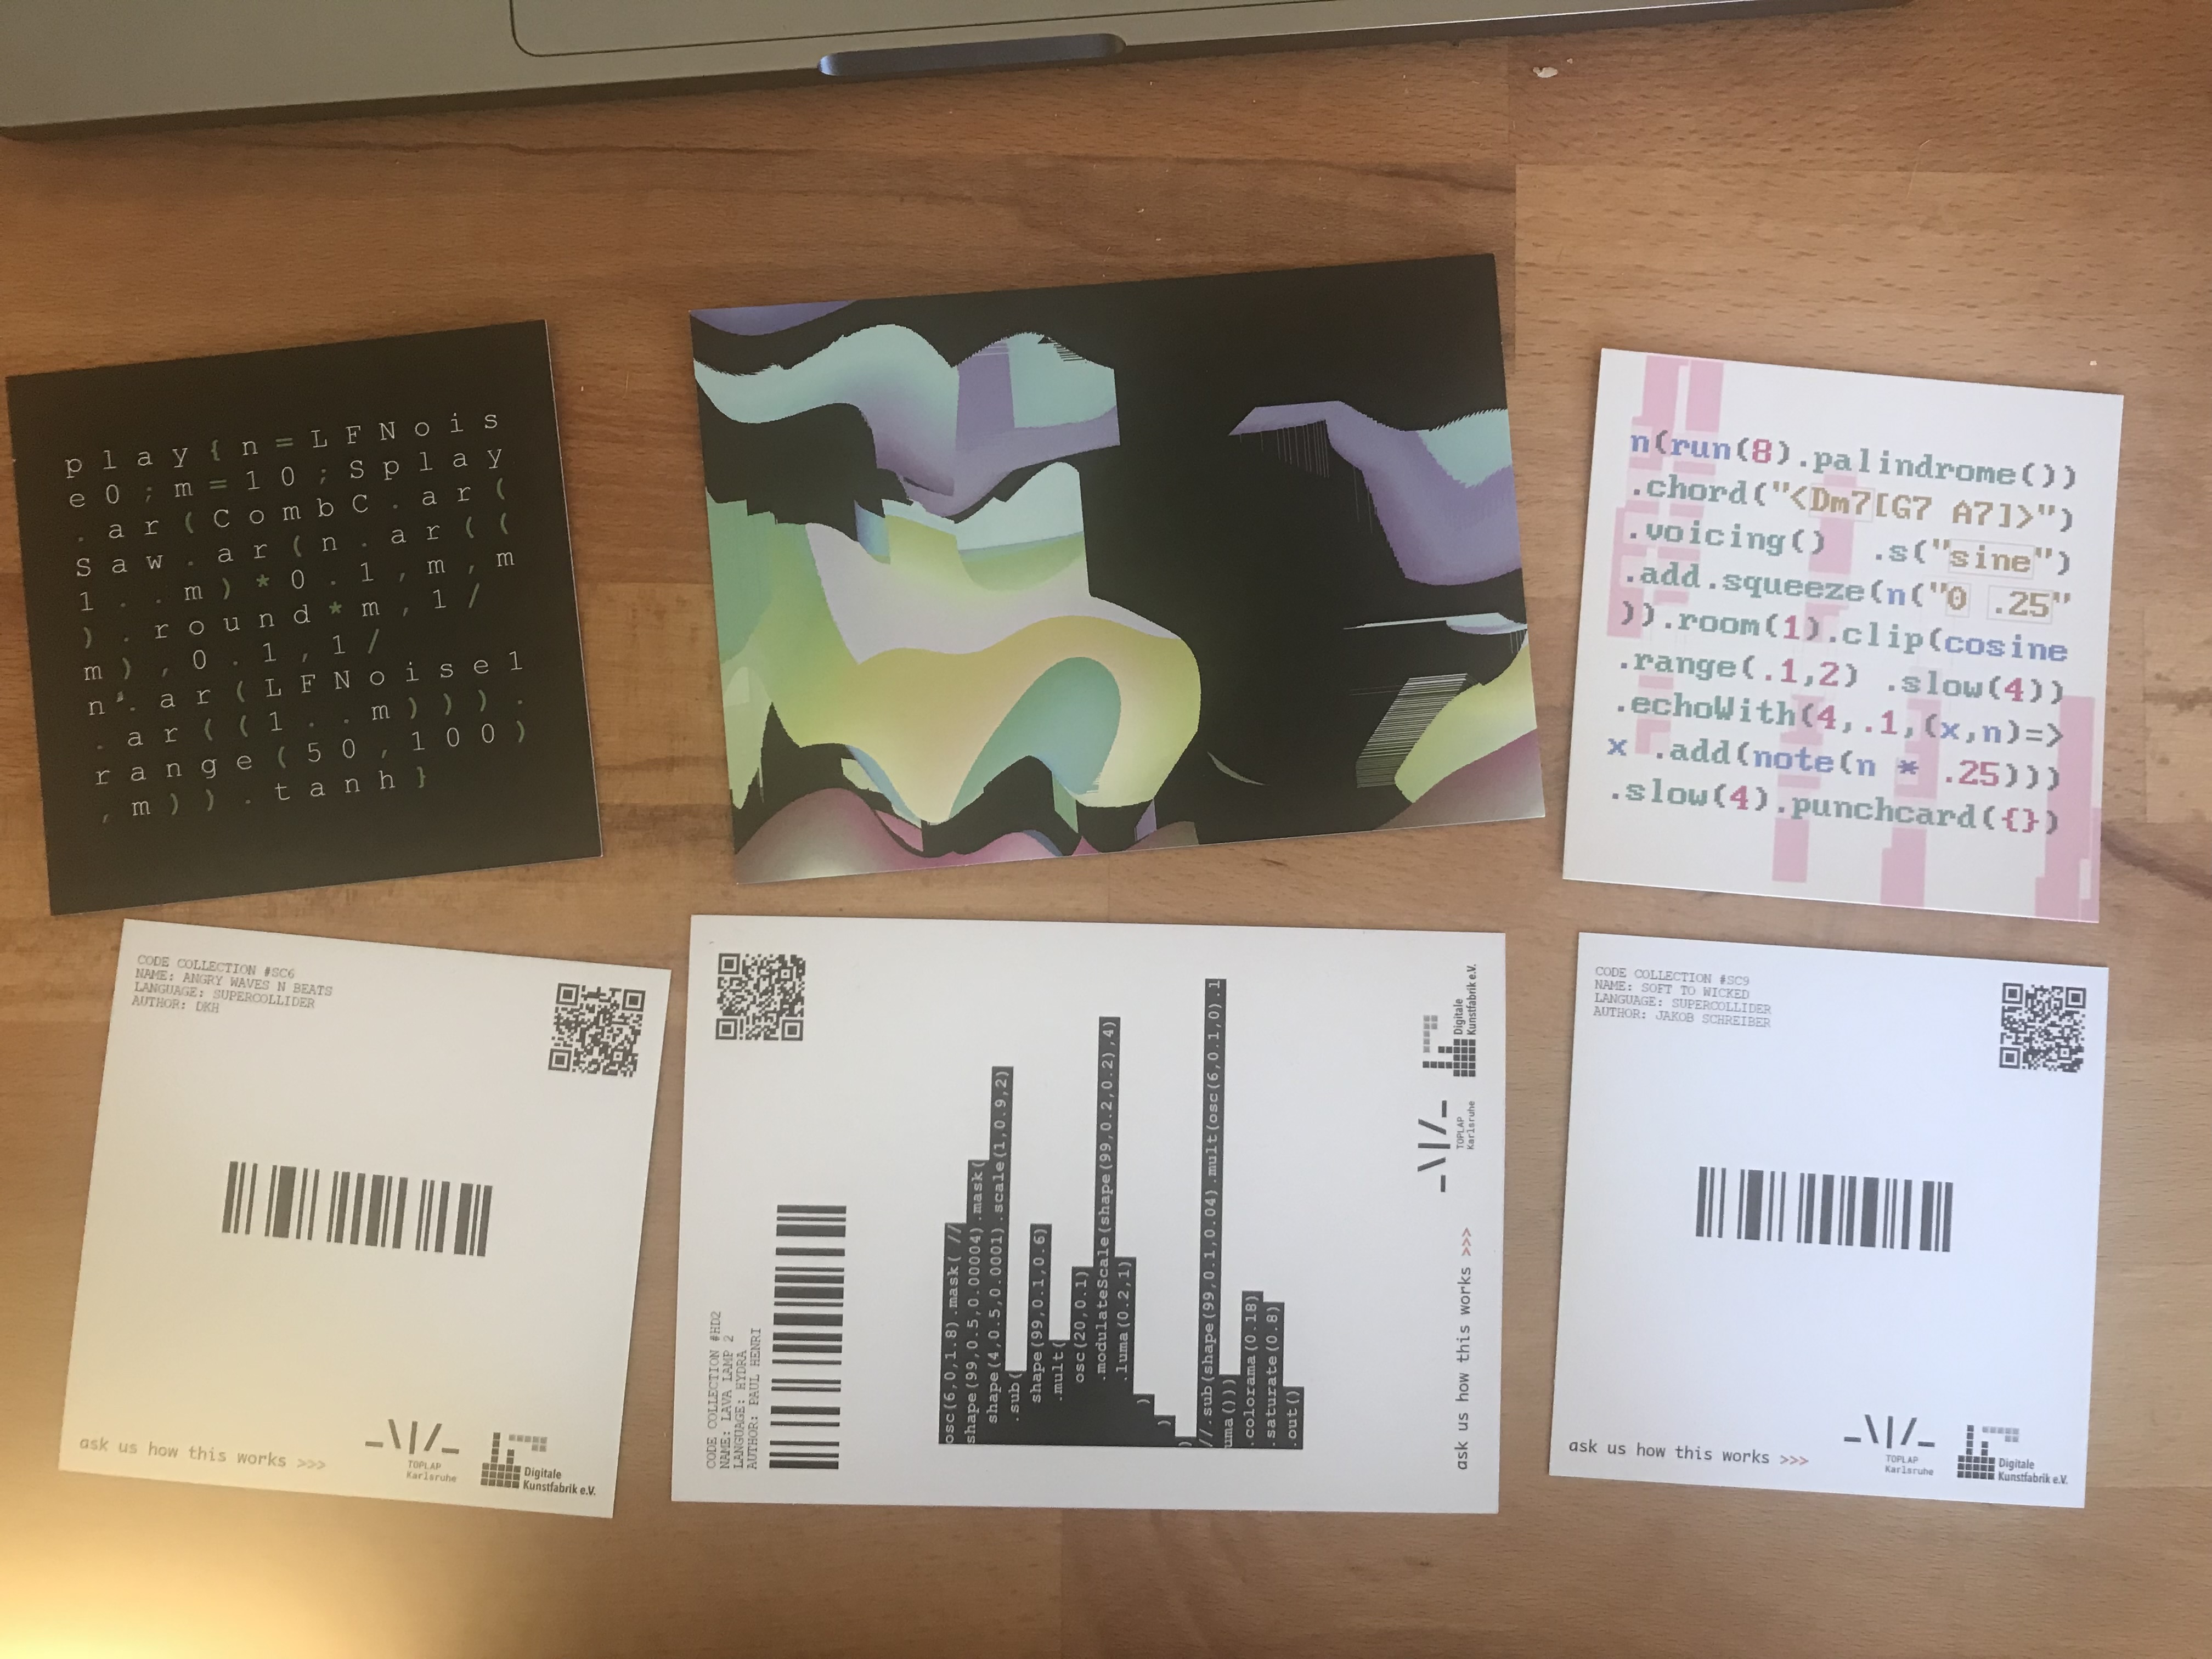 play{n=LFNois
e0;m=10;Splay
.ar(CombC.ar(
Saw.ar(n.ar((
1..m)*0.1,m,m
).round*m,1/
m),0.1,1/
n*.ar(LFNoise1
.ar((1..m))).
range(50,100)
,m)).tanh}
n(run(8).palindrome())
.chord("<Dm7[G7 A7]>")
.voicing() .s("sine")
.add.squeeze(n("0 .25"
)).room(1).clip(cosine
.range(.1,2) .slow(4))
.echoWith(4,.1,(x,n)=>
x .add(note(n * .25)))
.slow(4).punchcard({})
CODE COLLECTION #SC6
NAME: ANGRY WAVES N BEATS
LANGUAGE: SUPERCOLLIDER
AUTHOR: DKH
ask us how this works >>>
_\|/_
TOPLAP
Karlsruhe
Digitale
Kunstfabrik e.V.
CODE COLLECTION #HD2
NAME: LAVA LAMP 2
LANGUAGE: HYDRA
AUTHOR: PAUL HENRI
osc(6,0,1.8).mask( //
shape(99,0.5,0.00004).mask(
shape(4,0.5,0.0001).scale(1,0.9,2)
.sub(
shape(99,0.1,0.6)
.mult(
osc(20,0.1)
.modulateScale(shape(99,0.2,0.2),4)
.luma(0.2,1)
)
)
)
//.sub(shape(99,0.1,0.04).mult(osc(6,0.1,0).l
uma()))
.colorama(0.18)
.saturate(0.8)
.out()
ask us how this works >>>
_\|/_
TOPLAP
Karlsruhe
Digitale
Kunstfabrik e.V.
CODE COLLECTION #SC9
NAME: SOFT TO WICKED
LANGUAGE: SUPERCOLLIDER
AUTHOR: JAKOB SCHREIBER
ask us how this works >>>
_\|/_
TOPLAP
Karlsruhe
Digitale
Kunstfabrik e.V.